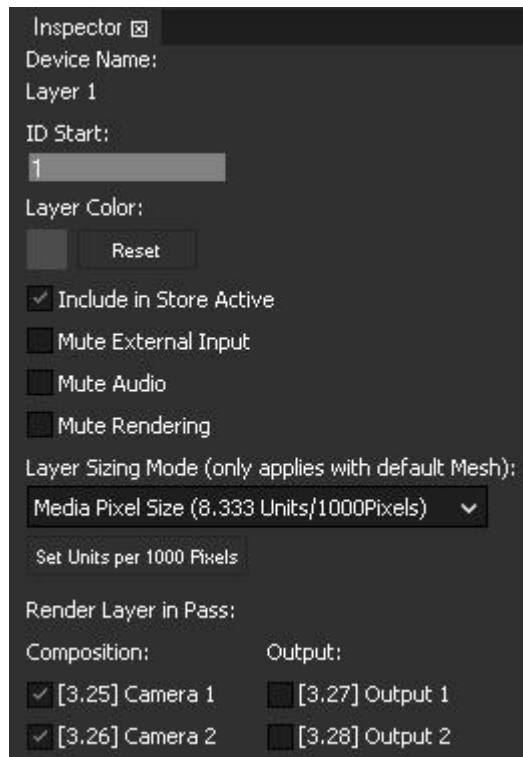 Inspector
Device Name:
Layer 1
ID Start:
1
Layer Color:
Reset
Include in Store Active
Mute External Input
Mute Audio
Mute Rendering
Layer Sizing Mode (only applies with default Mesh):
Media Pixel Size (8.333 Units/1000Pixels)
Set Units per 1000 Pixels
Render Layer in Pass:
Composition: Output:
[3.25] Camera 1 [3.27] Output 1
[3.26] Camera 2 [3.28] Output 2